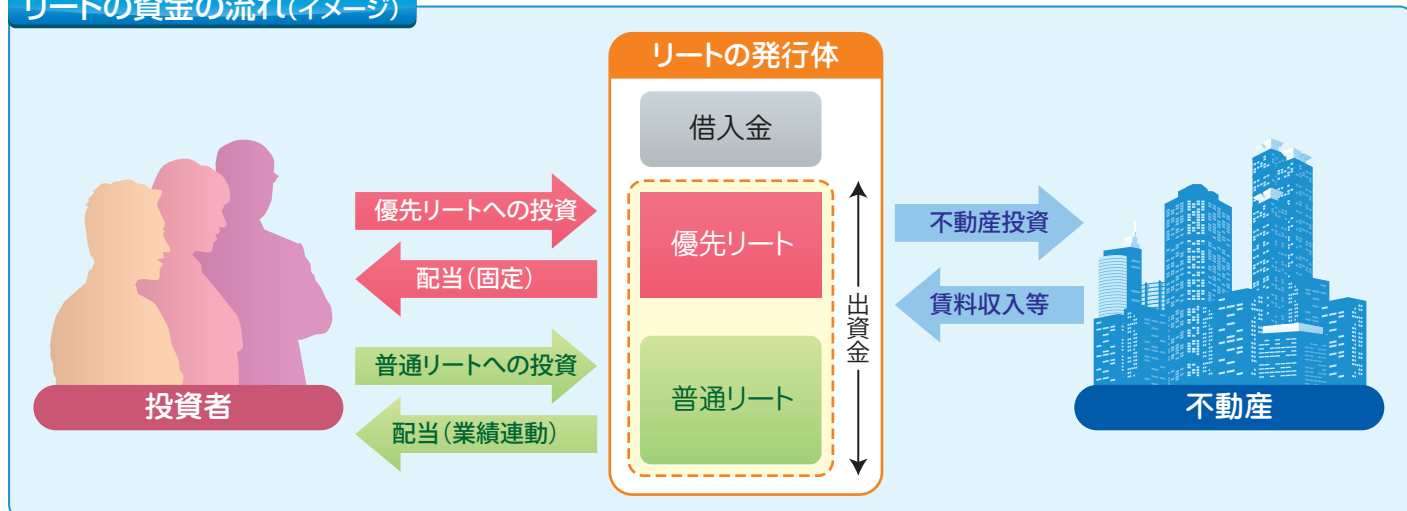 リートの資金の流れ(イメージ)
リートの発行体
借入金
優先リートへの投資
優先リート
配当(固定)
普通リートへの投資
普通リート
配当(業績連動)
出資金
不動産投資
賃料収入等
投資者
不動産